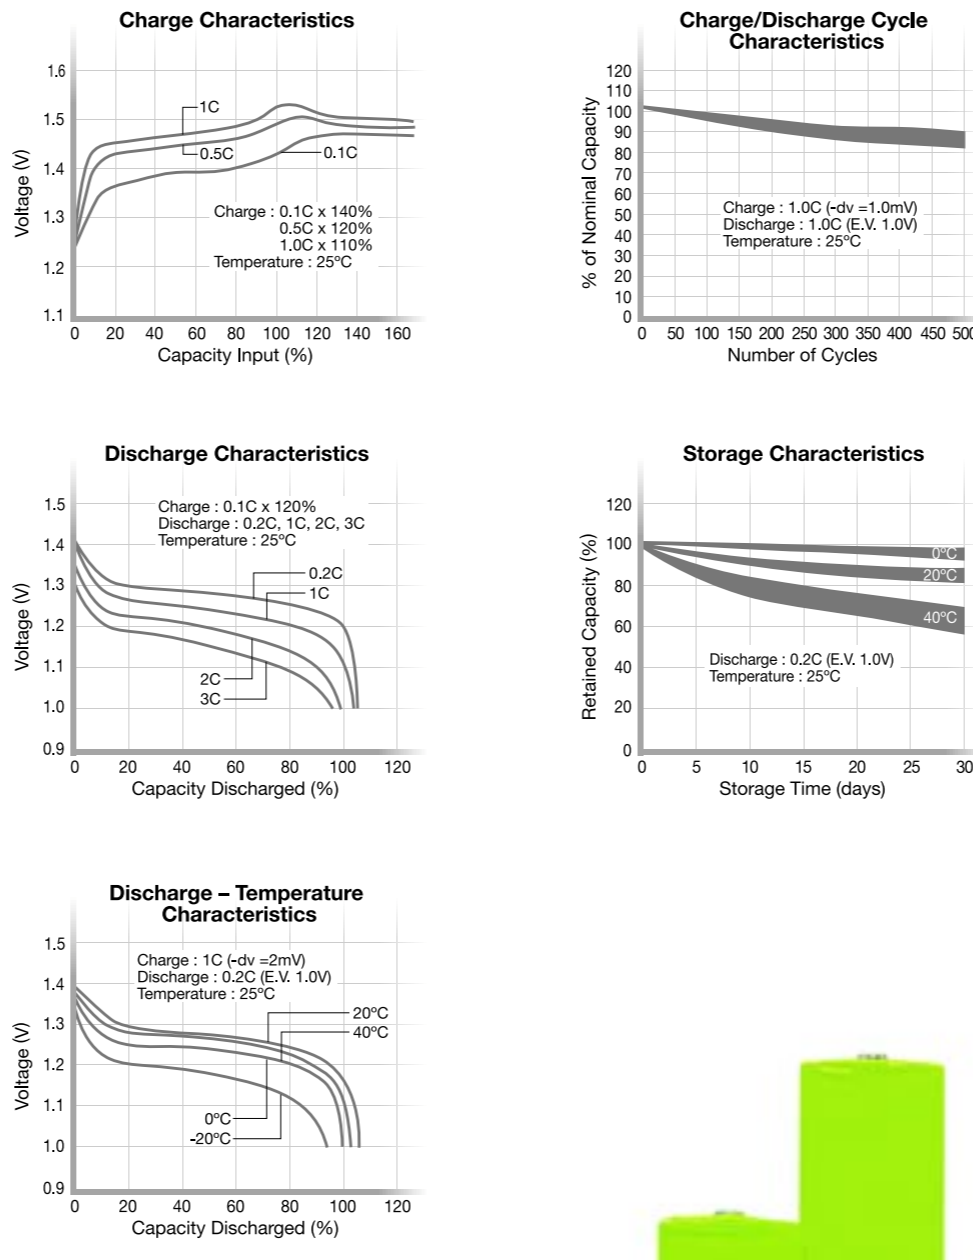 Charge Characteristics
1.6
1.5
1.4
1.3
1.2
1.1
Voltage (V)
1C
0.5C
0.1C
Charge : 0.1C x 140%
0.5C x 120%
1.0C x 110%
Temperature : 25ºC
0 20 40 60 80 100 120 140 160
Capacity Input (%)
Charge/Discharge Cycle
Characteristics
120
110
100
90
80
70
60
50
40
30
20
10
0
% of Nominal Capacity
Charge : 1.0C (-dv =1.0mV)
Discharge : 1.0C (E.V. 1.0V)
Temperature : 25ºC
0 50 100 150 200 250 300 350 400 450 500
Number of Cycles
Discharge Characteristics
1.5
1.4
1.3
1.2
1.1
1.0
0.9
Voltage (V)
Charge : 0.1C x 120%
Discharge : 0.2C, 1C, 2C, 3C
Temperature : 25ºC
0.2C
1C
2C
3C
0 20 40 60 80 100 120
Capacity Discharged (%)
Storage Characteristics
120
100
80
60
40
20
0
Retained Capacity (%)
0ºC
20ºC
40ºC
Discharge : 0.2C (E.V. 1.0V)
Temperature : 25ºC
0 5 10 15 20 25 30
Storage Time (days)
Discharge – Temperature
Characteristics
1.5
1.4
1.3
1.2
1.1
1.0
0.9
Voltage (V)
Charge : 1C (-dv =2mV)
Discharge : 0.2C (E.V. 1.0V)
Temperature : 25ºC
20ºC
40ºC
0ºC
-20ºC
0 20 40 60 80 100 120
Capacity Discharged (%)